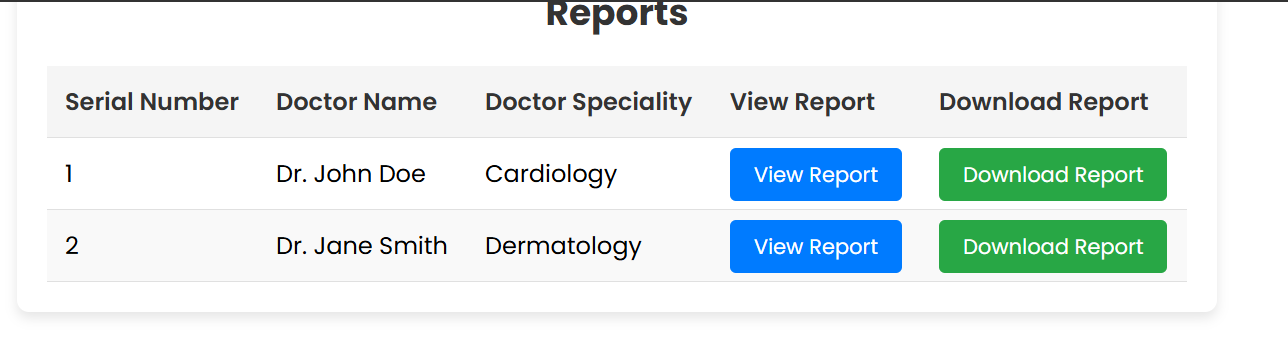 Reports
Serial Number Doctor Name Doctor Speciality View Report Download Report
1 Dr. John Doe Cardiology View Report Download Report
2 Dr. Jane Smith Dermatology View Report Download Report